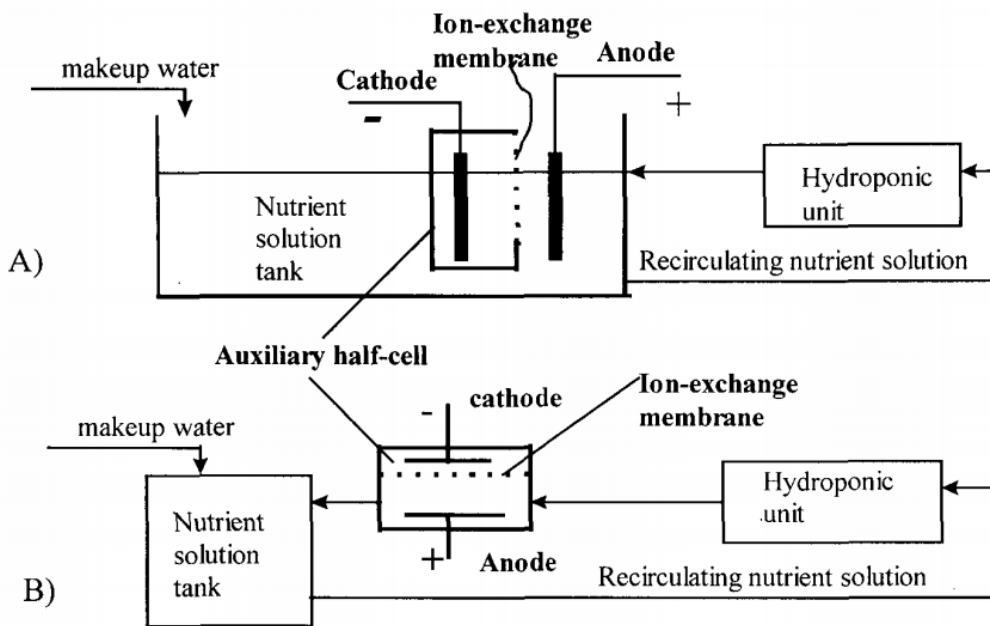 Ion-exchange
membrane
makeup water
Cathode
Anode
-
+
Nutrient
solution
tank
Hydroponic
unit
A)
Recirculating nutrient solution
Auxiliary half-cell
Ion-exchange
membrane
- cathode
makeup water
Hydroponic
unit
Nutrient
solution
tank
+ Anode
Recirculating nutrient solution
B)